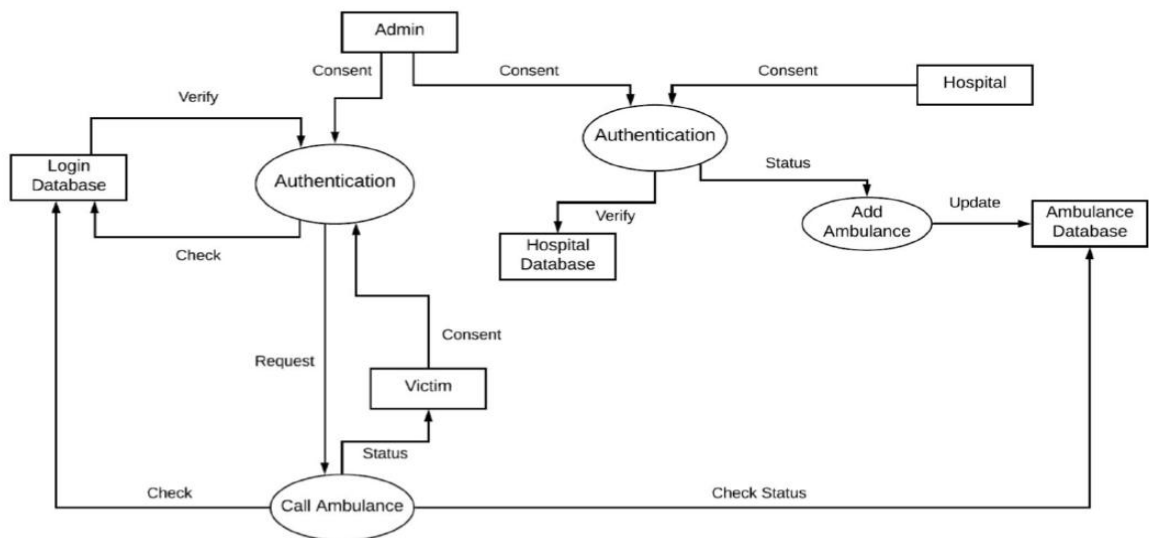 Admin
Consent
Consent
Consent
Hospital
Verify
Authentication
Login
Database
Authentication
Status
Add
Ambulance
Update
Ambulance
Database
Verify
Hospital
Database
Check
Consent
Request
Victim
Status
Check
Call Ambulance
Check Status